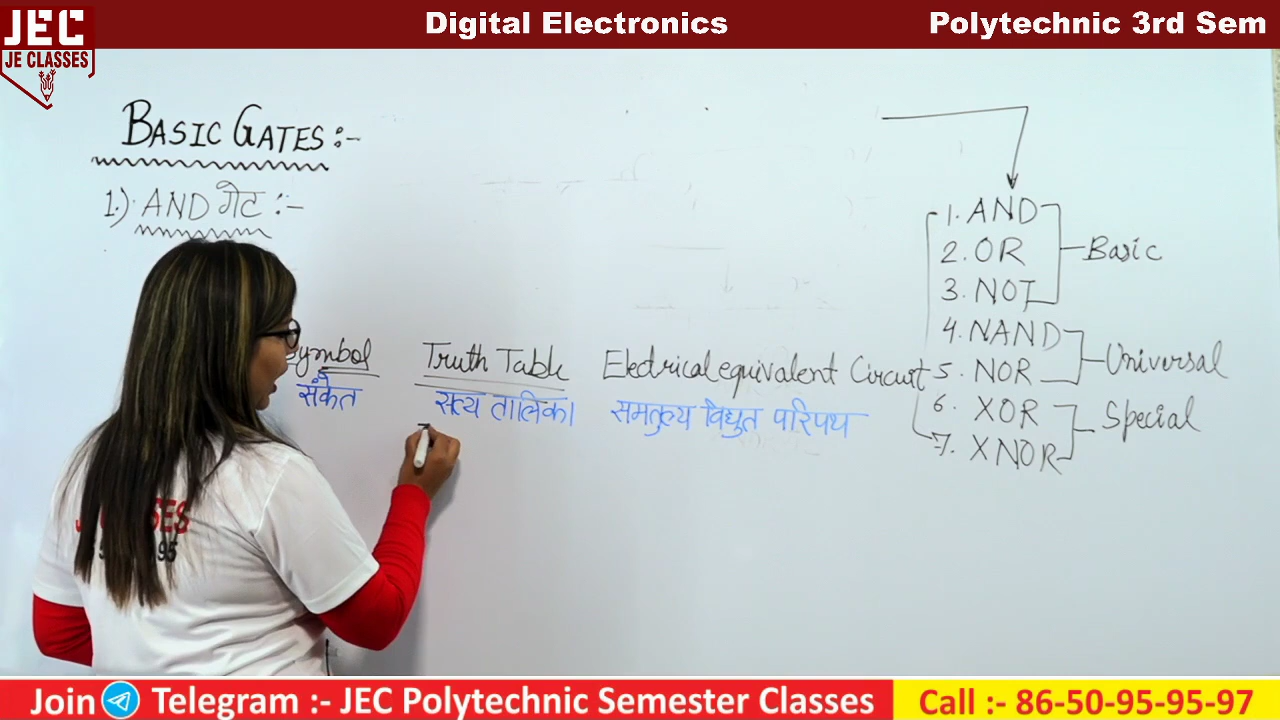 JEC
JE CLASSES
Digital Electronics
Polytechnic 3rd Sem
BASIC GATES :-
1.) AND गेट :-
Symbol
संकेत
Truth Table
सत्य तालिका
Electrical equivalent Circuit
समतुल्य विद्युत परिपथ
1. AND
2. OR
3. NOT
Basic
4. NAND
5. NOR
Universal
6. XOR
7. XNOR
Special
Join Telegram :- JEC Polytechnic Semester Classes
Call :- 86-50-95-95-97